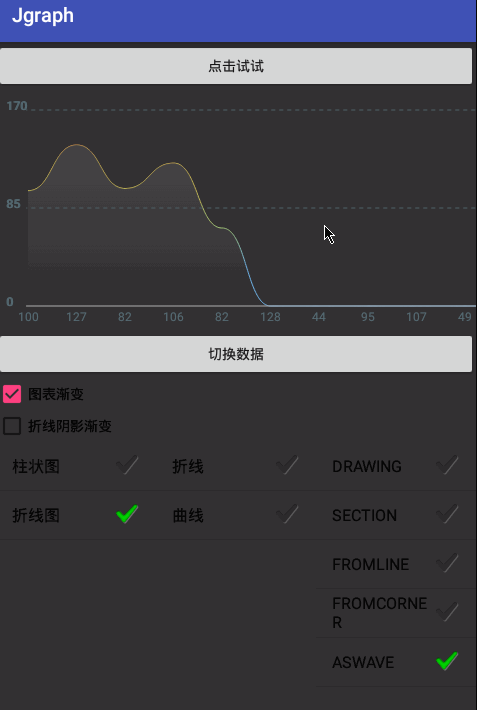 Jgraph
点击试试
170
85
0
100 127 82 106 82 128 44 95 107 49
切换数据
图表渐变
折线阴影渐变
柱状图 折线 DRAWING
折线图 曲线 SECTION
FROMLINE
FROMCORNE
R
ASWAVE